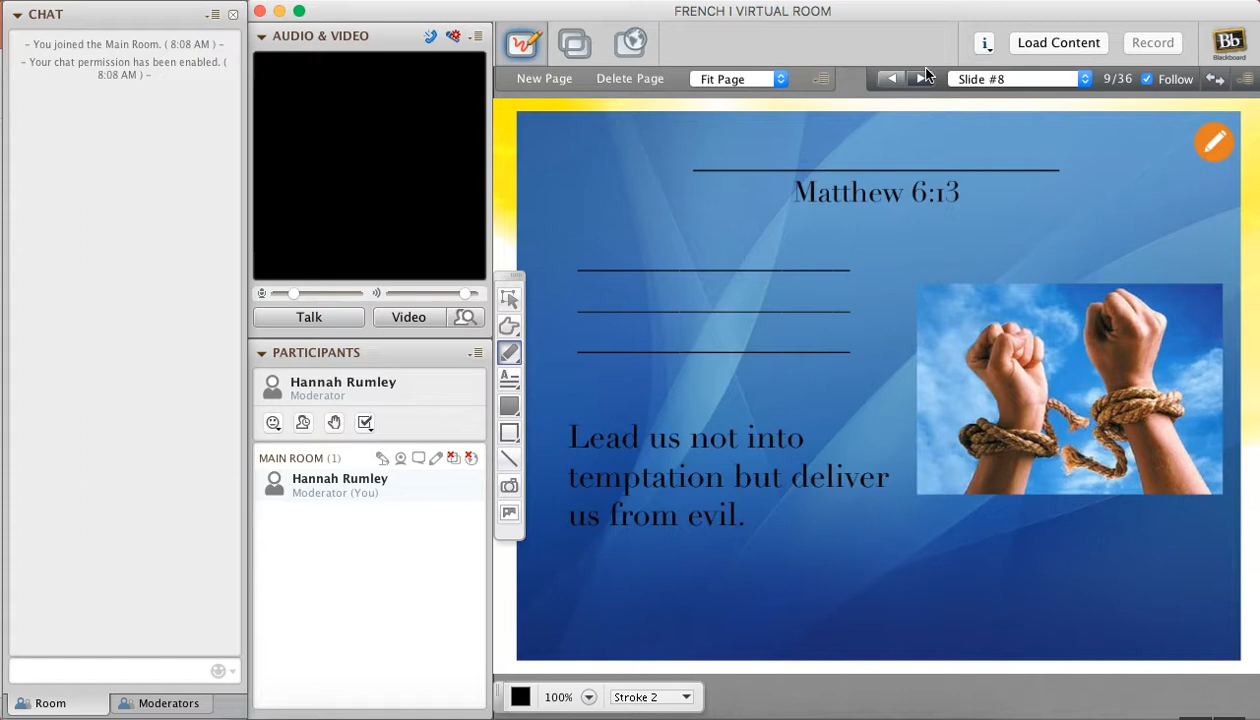 CHAT
– You joined the Main Room. ( 8:08 AM ) –
– Your chat permission has been enabled. (
8:08 AM ) –
Room
Moderators
FRENCH I VIRTUAL ROOM
AUDIO & VIDEO
Talk
Video
PARTICIPANTS
Hannah Rumley
Moderator
MAIN ROOM (1)
Hannah Rumley
Moderator (You)
i
Load Content
Record
Bb
Blackboard
New Page
Delete Page
Fit Page
Slide #8
9/36
Follow
Matthew 6:13
Lead us not into
temptation but deliver
us from evil.
100%
Stroke 2